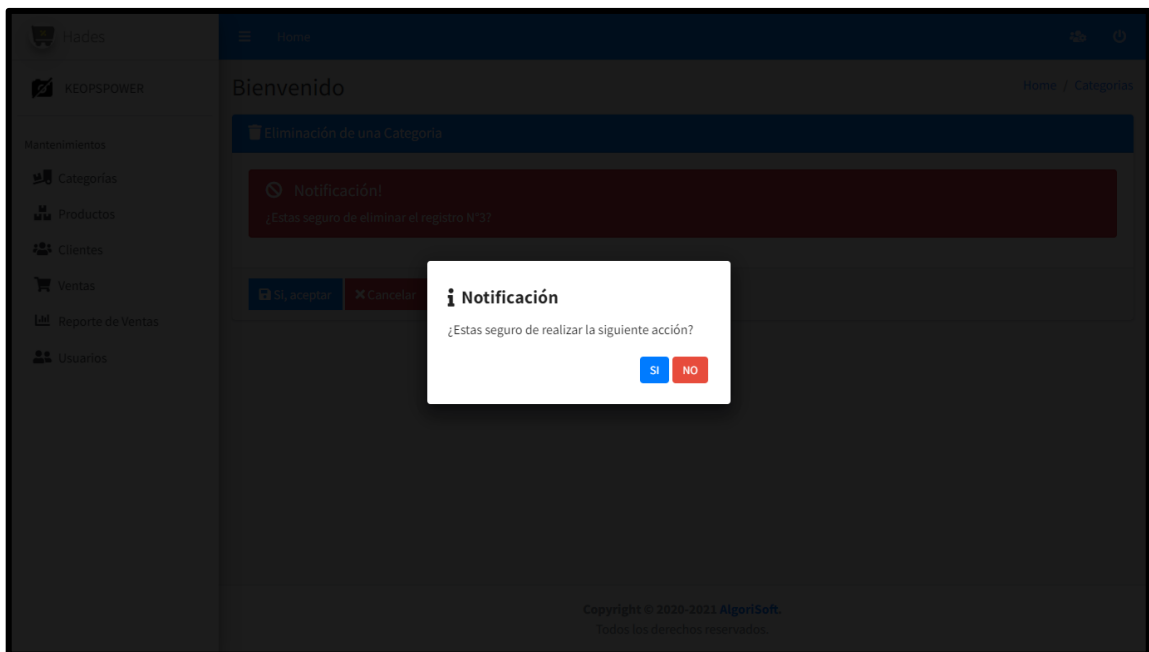 Hades
Home
KEOPSPOWER
Bienvenido
Home / Categorias
Eliminación de una Categoria
Mantenimientos
Categorías
Productos
Clientes
Ventas
Reporte de Ventas
Usuarios
Notificación!
¿Estas seguro de eliminar el registro N°3?
Si, aceptar
Cancelar
Notificación
¿Estas seguro de realizar la siguiente acción?
SI NO
Copyright © 2020-2021 AlgoriSoft.
Todos los derechos reservados.